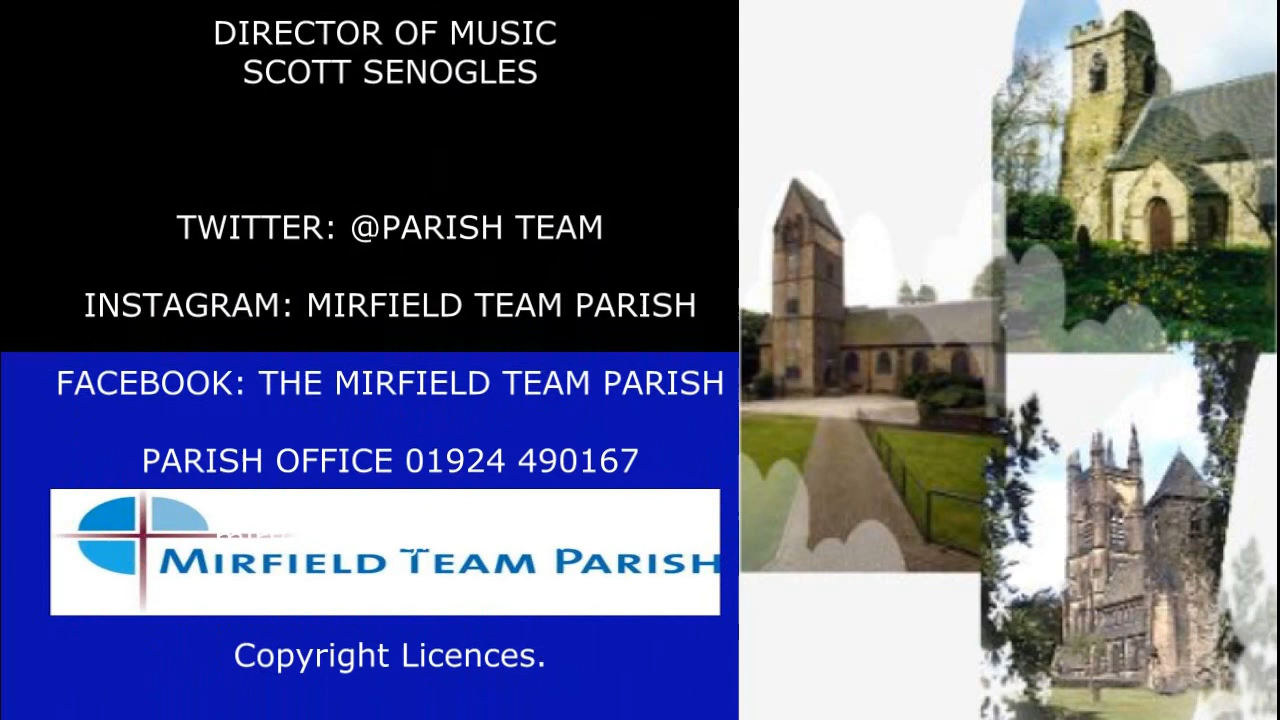 DIRECTOR OF MUSIC
SCOTT SENOGLES
TWITTER: @PARISH TEAM
INSTAGRAM: MIRFIELD TEAM PARISH
FACEBOOK: THE MIRFIELD TEAM PARISH
PARISH OFFICE 01924 490167
MIRFIELD TEAM PARISH
Copyright Licences.